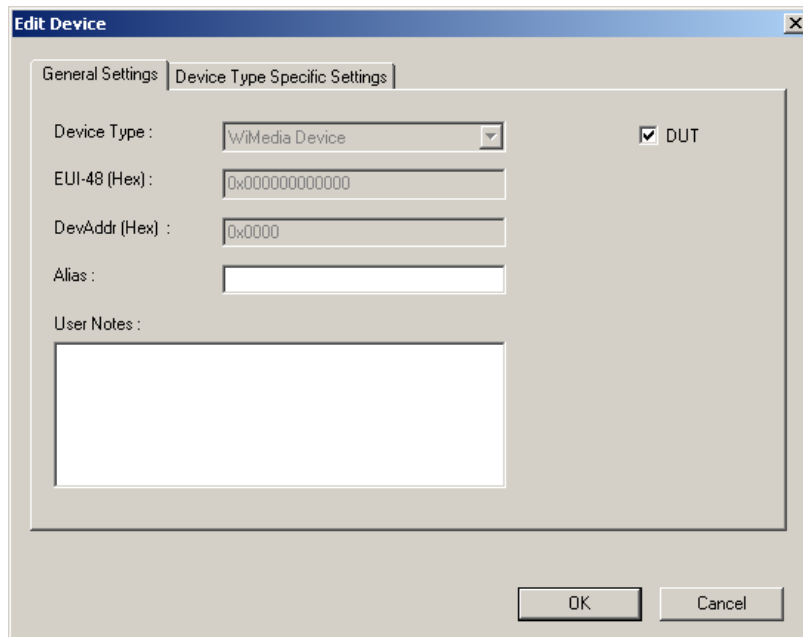 Edit Device
General Settings Device Type Specific Settings
Device Type : WiMedia Device DUT
EUI-48 (Hex) : 0x000000000000
DevAddr (Hex) : 0x0000
Alias :
User Notes :
OK Cancel